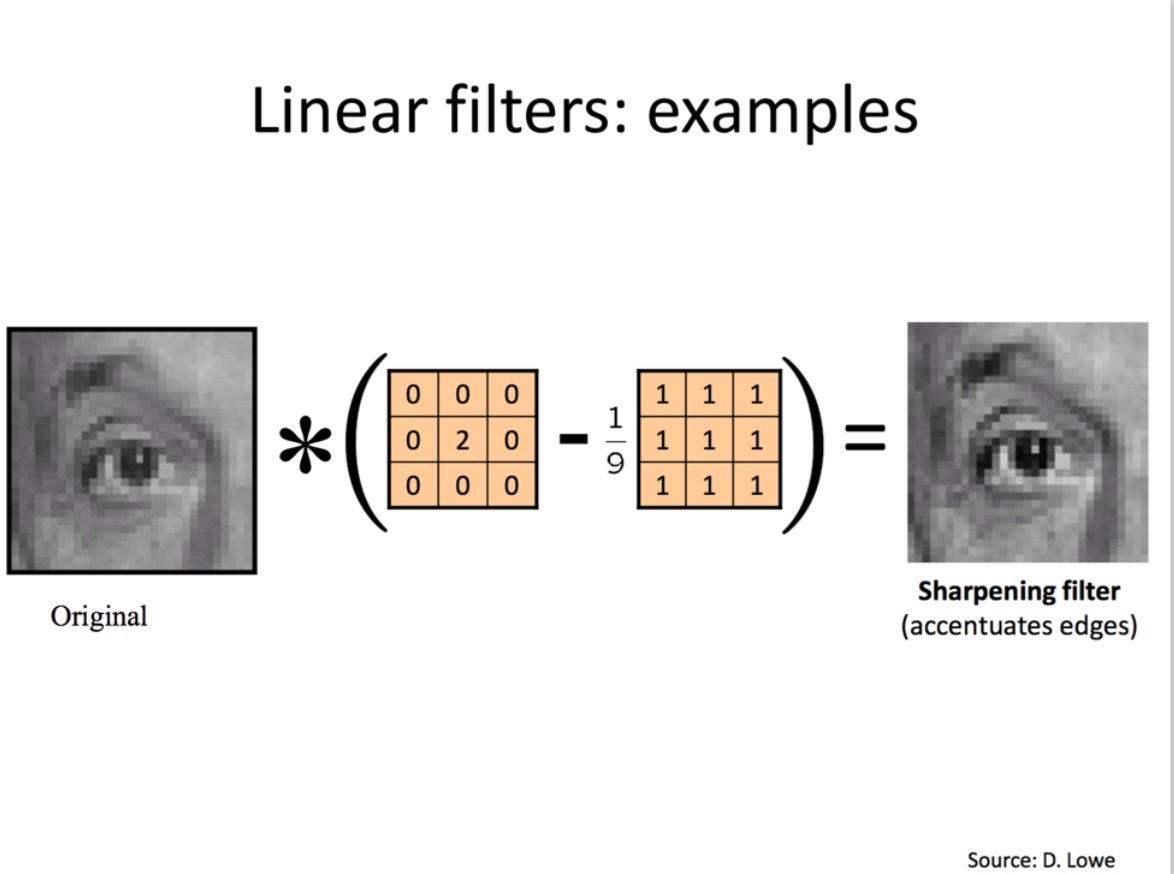 Linear filters: examples
* ( 0 0 0 - 1/9 1 1 1 ) =
0 2 0 1 1 1
0 0 0 1 1 1
Original
Sharpening filter
(accentuates edges)
Source: D. Lowe